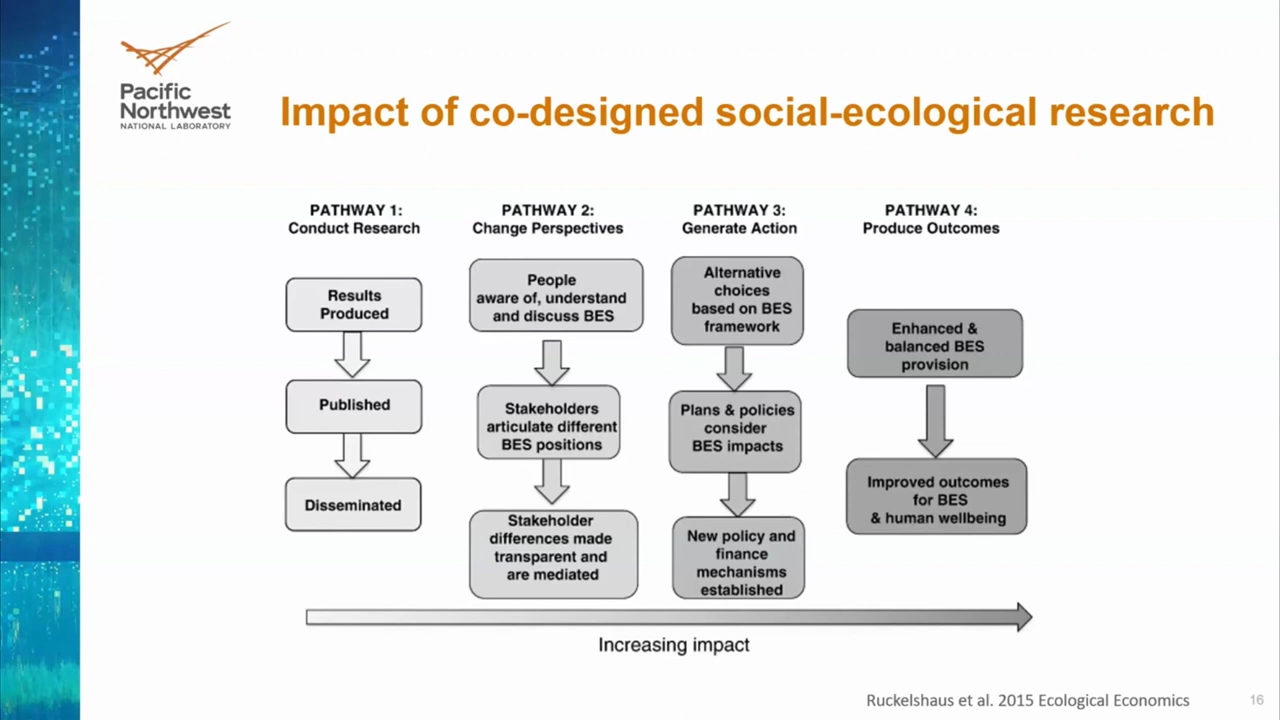 Pacific
Northwest
NATIONAL LABORATORY
Impact of co-designed social-ecological research
PATHWAY 1:
Conduct Research
Results
Produced
Published
Disseminated
PATHWAY 2:
Change Perspectives
People
aware of, understand
and discuss BES
Stakeholders
articulate different
BES positions
Stakeholder
differences made
transparent and
are mediated
PATHWAY 3:
Generate Action
Alternative
choices
based on BES
framework
Plans & policies
consider
BES impacts
New policy and
finance
mechanisms
established
PATHWAY 4:
Produce Outcomes
Enhanced &
balanced BES
provision
Improved outcomes
for BES
& human wellbeing
Increasing impact
Ruckelshaus et al. 2015 Ecological Economics
16